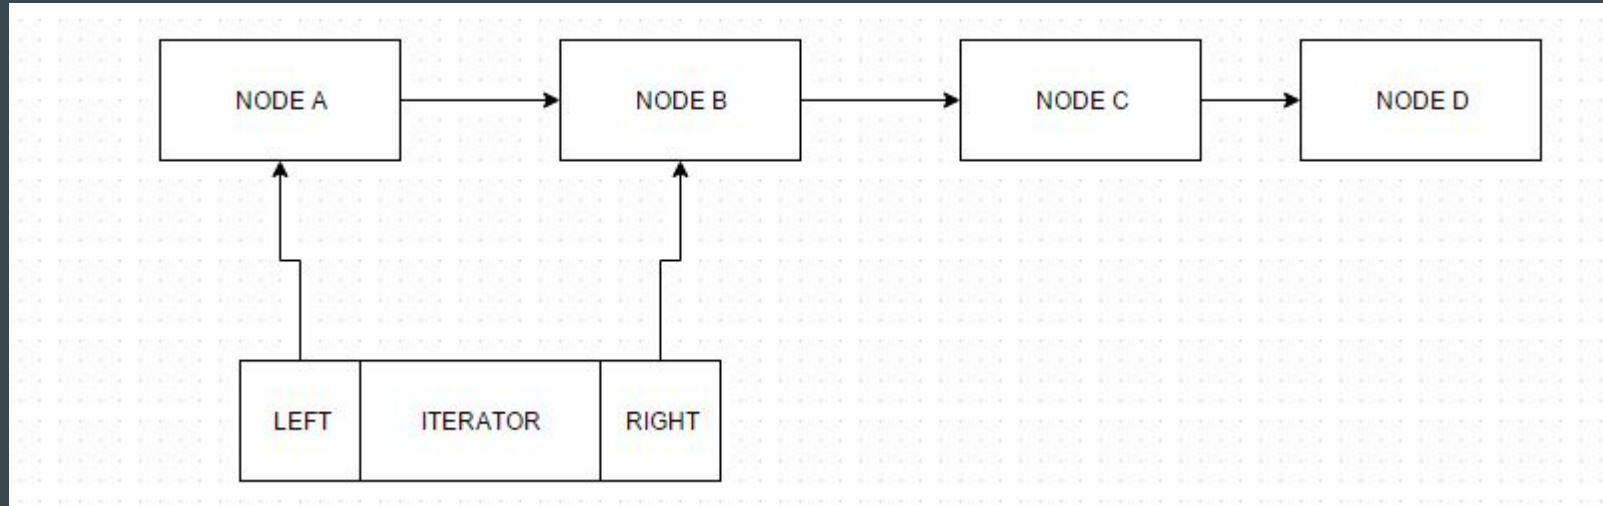 NODE A
NODE B
NODE C
NODE D
LEFT
ITERATOR
RIGHT